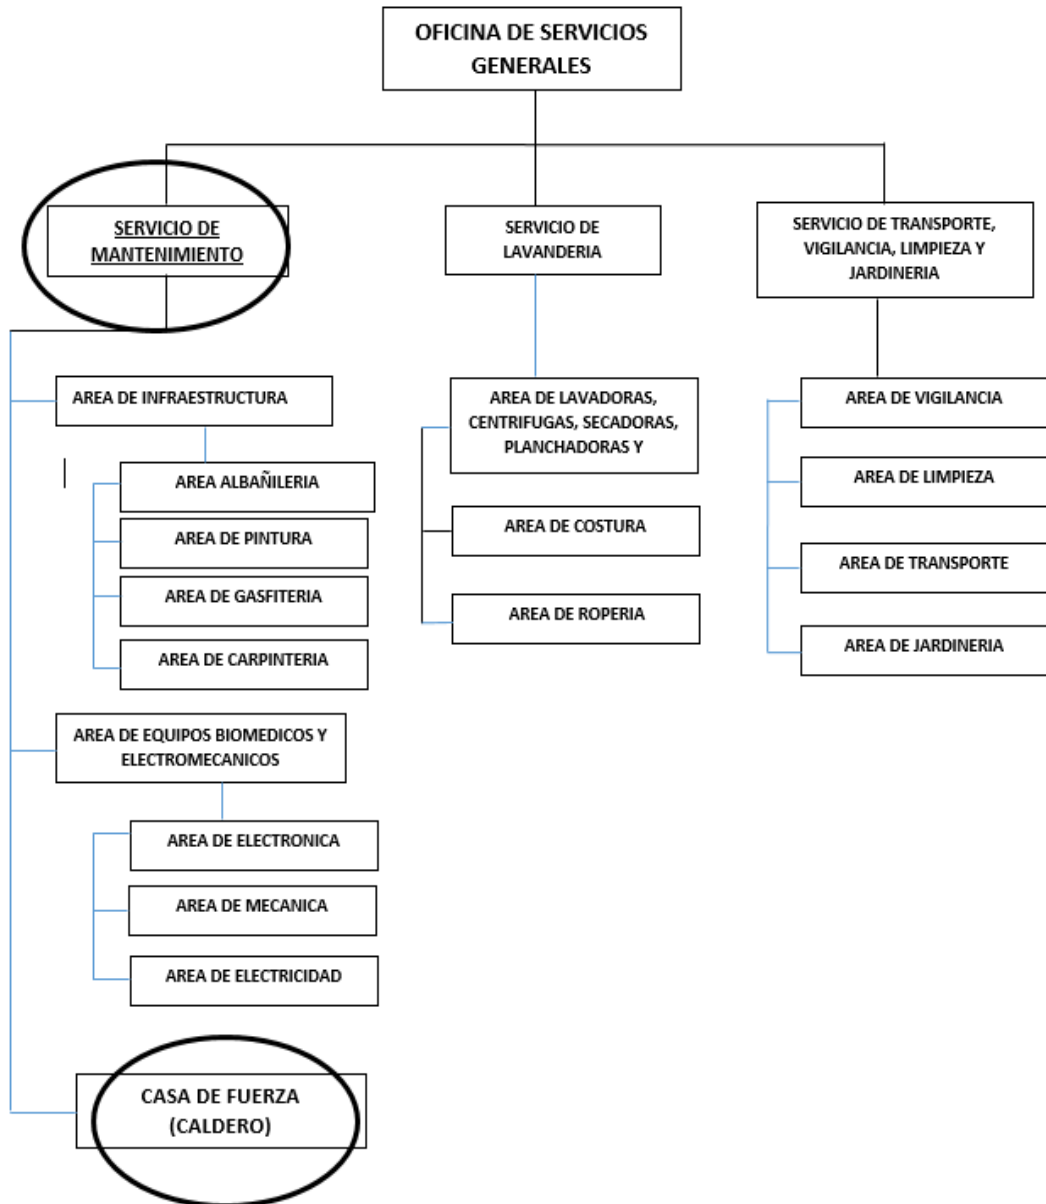 OFICINA DE SERVICIOS
GENERALES
SERVICIO DE
MANTENIMIENTO
SERVICIO DE
LAVANDERIA
SERVICIO DE TRANSPORTE,
VIGILANCIA, LIMPIEZA Y
JARDINERIA
AREA DE INFRAESTRUCTURA
AREA ALBAÑILERIA
AREA DE PINTURA
AREA DE GASFITERIA
AREA DE CARPINTERIA
AREA DE EQUIPOS BIOMEDICOS Y
ELECTROMECANICOS
AREA DE ELECTRÓNICA
AREA DE MECANICA
AREA DE ELECTRICIDAD
CASA DE FUERZA
(CALDERO)
AREA DE LAVADORAS,
CENTRIFUGAS, SECADORAS,
PLANCHADORAS Y
AREA DE COSTURA
AREA DE ROPERIA
AREA DE VIGILANCIA
AREA DE LIMPIEZA
AREA DE TRANSPORTE
AREA DE JARDINERIA